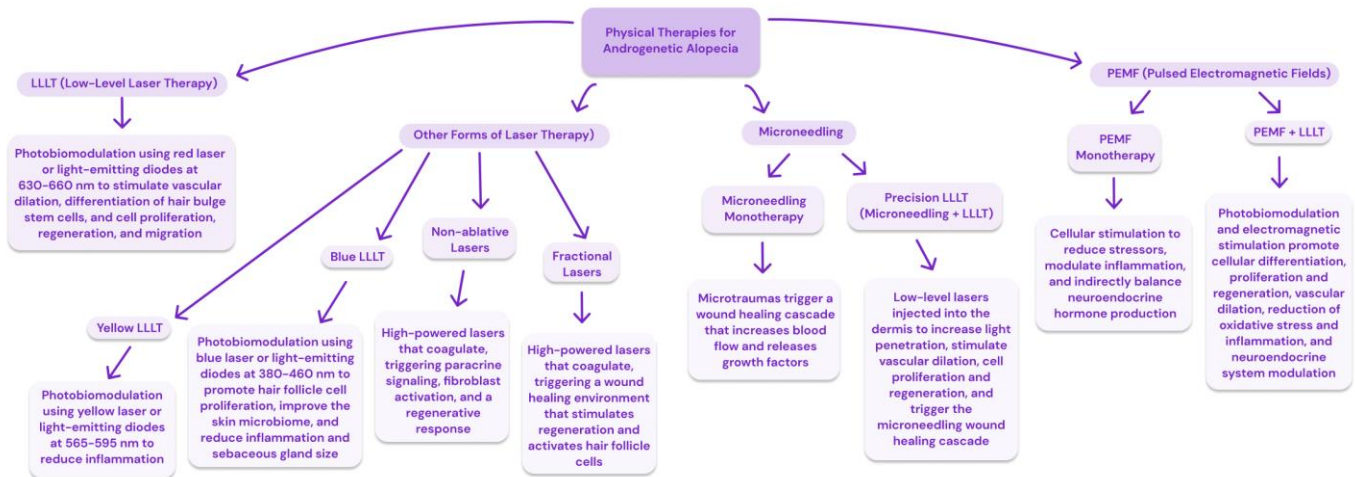 Physical Therapies for
Androgenetic Alopecia
LLLT (Low-Level Laser Therapy)
Photobiomodulation using red laser
or light-emitting diodes at
630-660 nm to stimulate vascular
dilation, differentiation of hair bulge
stem cells, and cell proliferation,
regeneration, and migration
Other Forms of Laser Therapy)
Yellow LLLT
Photobiomodulation
using yellow laser or
light-emitting diodes
at 565-595 nm to
reduce inflammation
Blue LLLT
Photobiomodulation using
blue laser or light-emitting
diodes at 380-460 nm to
promote hair follicle cell
proliferation, improve the
skin microbiome, and
reduce inflammation and
sebaceous gland size
Non-ablative
Lasers
High-powered lasers
that coagulate,
triggering paracrine
signaling, fibroblast
activation, and a
regenerative
response
Fractional
Lasers
High-powered lasers
that coagulate,
triggering a wound
healing environment
that stimulates
regeneration and
activates hair follicle
cells
Microneedling
Microneedling
Monotherapy
Microtraumas trigger a
wound healing cascade
that increases blood
flow and releases
growth factors
Precision LLLT
(Microneedling + LLLT)
Low-level lasers
injected into the
dermis to increase light
penetration, stimulate
vascular dilation, cell
proliferation and
regeneration, and
trigger the
microneedling wound
healing cascade
PEMF (Pulsed Electromagnetic Fields)
PEMF
Monotherapy
Cellular stimulation to
reduce stressors,
modulate inflammation,
and indirectly balance
neuroendocrine
hormone production
PEMF + LLLT
Photobiomodulation
and electromagnetic
stimulation promote
cellular differentiation,
proliferation and
regeneration, vascular
dilation, reduction of
oxidative stress and
inflammation, and
neuroendocrine
system modulation